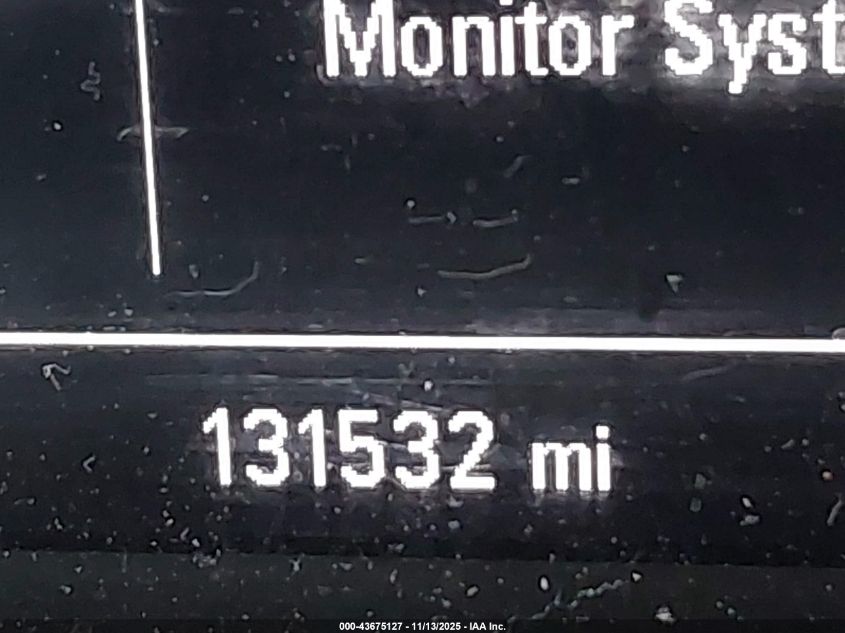 Monitor Syst
131532 mi
000-43675127 - 11/13/2025 - IAA Inc.